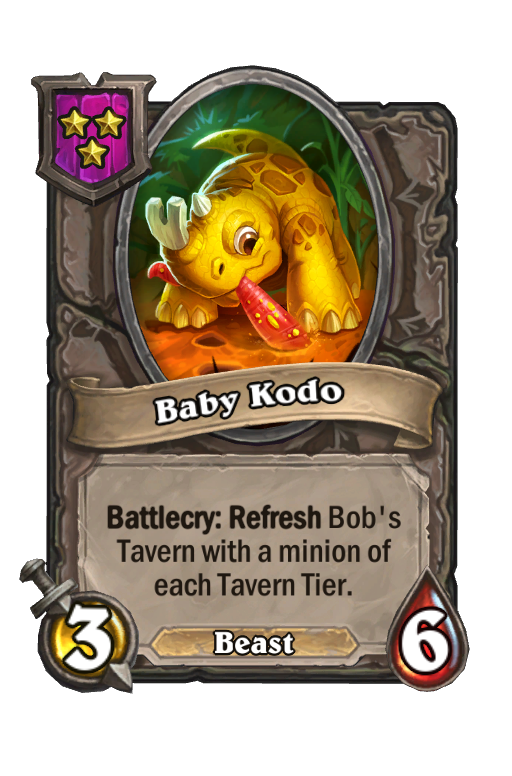 Baby Kodo
Battlecry: Refresh Bob's
Tavern with a minion of
each Tavern Tier.
3
Beast
6